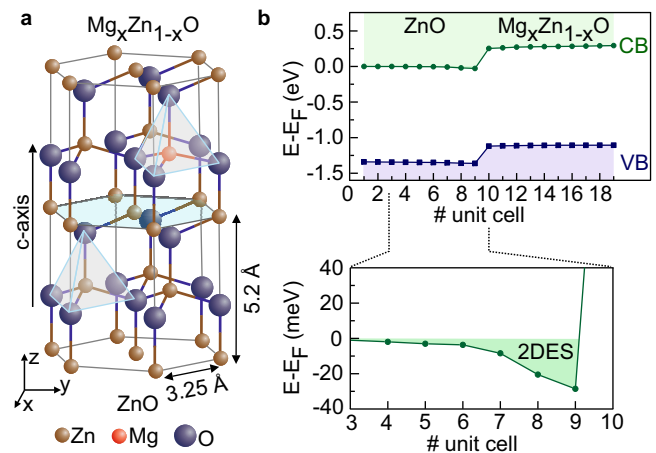 a
MgxZn1-xO
c-axis
5.2 Å
3.25 Å
z
y
x
ZnO
Zn Mg O
b
ZnO MgxZn1-xO
CB
VB
E-EF (eV)
0.5
0.0
-0.5
-1.0
-1.5
0 2 4 6 8 10 12 14 16 18
# unit cell
E-EF (meV)
40
20
0
-20
-40
2DES
3 4 5 6 7 8 9 10
# unit cell